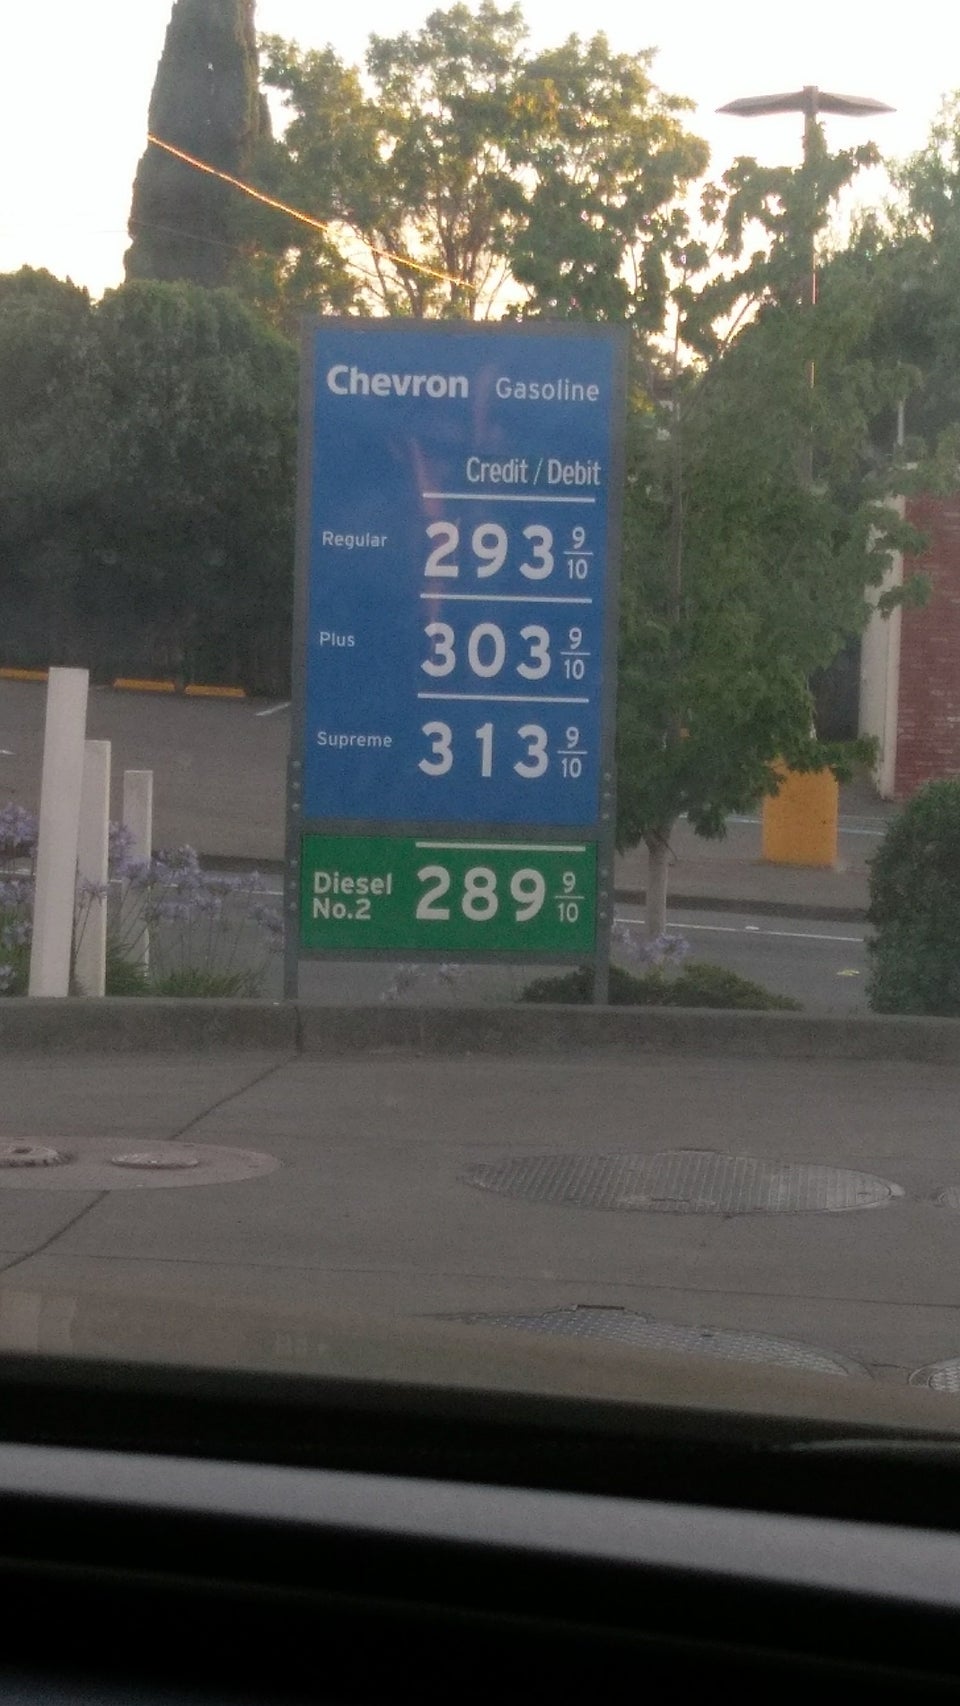 Chevron Gasoline
Credit / Debit
Regular 293 9/10
Plus 303 9/10
Supreme 313 9/10
Diesel No.2 289 9/10